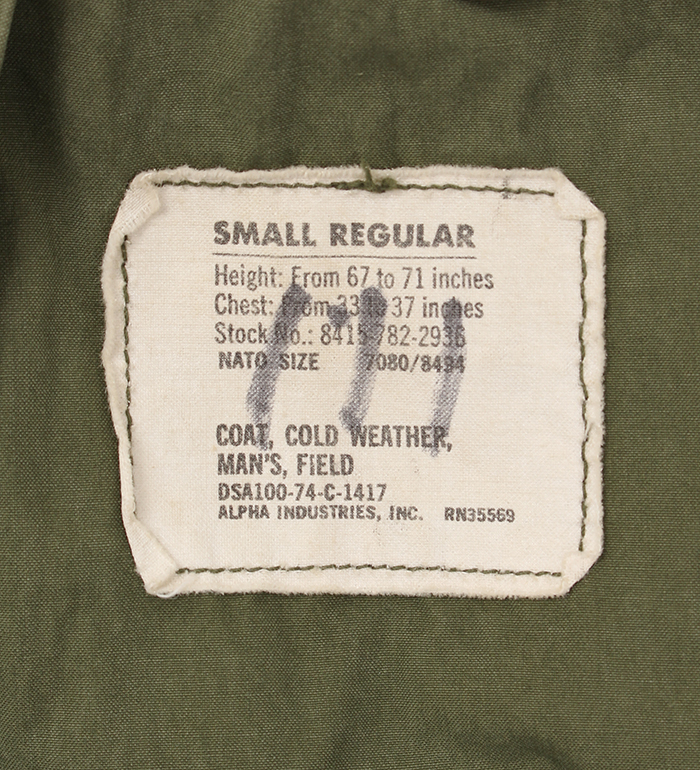 SMALL REGULAR
Height: From 67 to 71 inches
Chest: From 33 to 37 inches
Stock No.: 8415-782-2936
NATO SIZE 7080/8494
COAT, COLD WEATHER,
MAN'S, FIELD
DSA100-74-C-1417
ALPHA INDUSTRIES, INC. RN35569